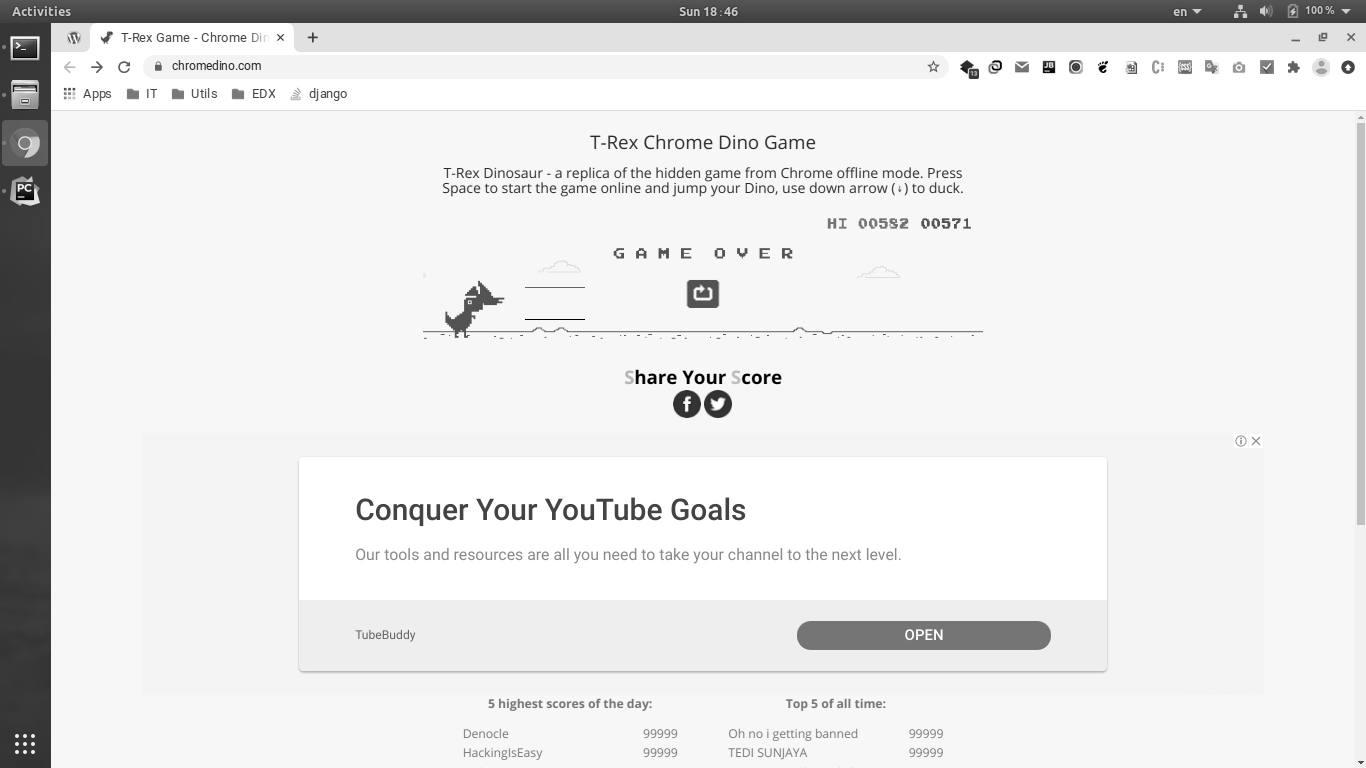 Activities
Sun 18:46
en
100 %
T-Rex Game - Chrome Din
chromedino.com
13
JB
Apps
IT
Utils
EDX
django
PC
T-Rex Chrome Dino Game
T-Rex Dinosaur - a replica of the hidden game from Chrome offline mode. Press
Space to start the game online and jump your Dino, use down arrow (↓) to duck.
HI 00582 00571
GAME OVER
Share Your Score
Conquer Your YouTube Goals
Our tools and resources are all you need to take your channel to the next level.
TubeBuddy
OPEN
5 highest scores of the day:
Top 5 of all time:
Denocle 99999
Oh no i getting banned 99999
HackingIsEasy 99999
TEDI SUNJAYA 99999